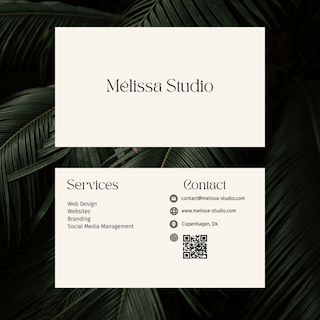 Mélissa Studio
Services
Web Design
Websites
Branding
Social Media Management
Contact
contact@melissa-studio.com
www.melissa-studio.com
Copenhagen, Dk